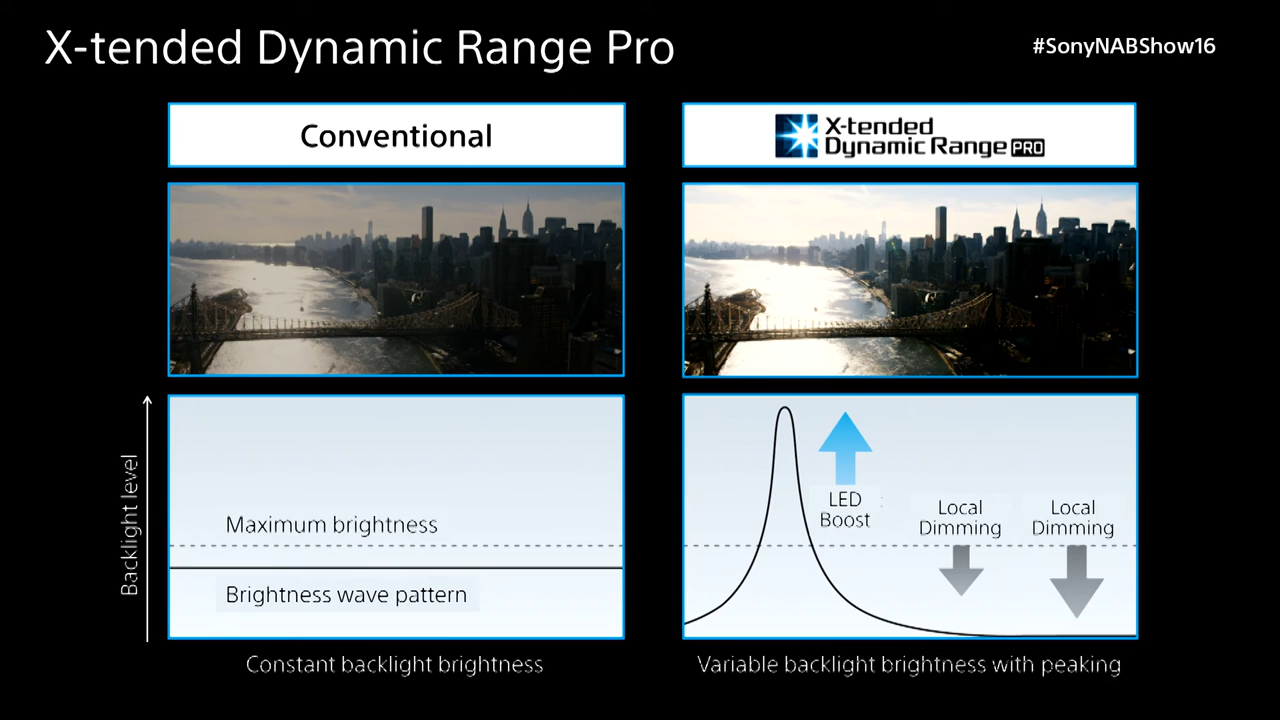 X-tended Dynamic Range Pro
#SonyNABShow16
Conventional
X-tended
Dynamic Range PRO
Backlight level
Maximum brightness
Brightness wave pattern
LED
Boost
Local
Dimming
Local
Dimming
Constant backlight brightness
Variable backlight brightness with peaking